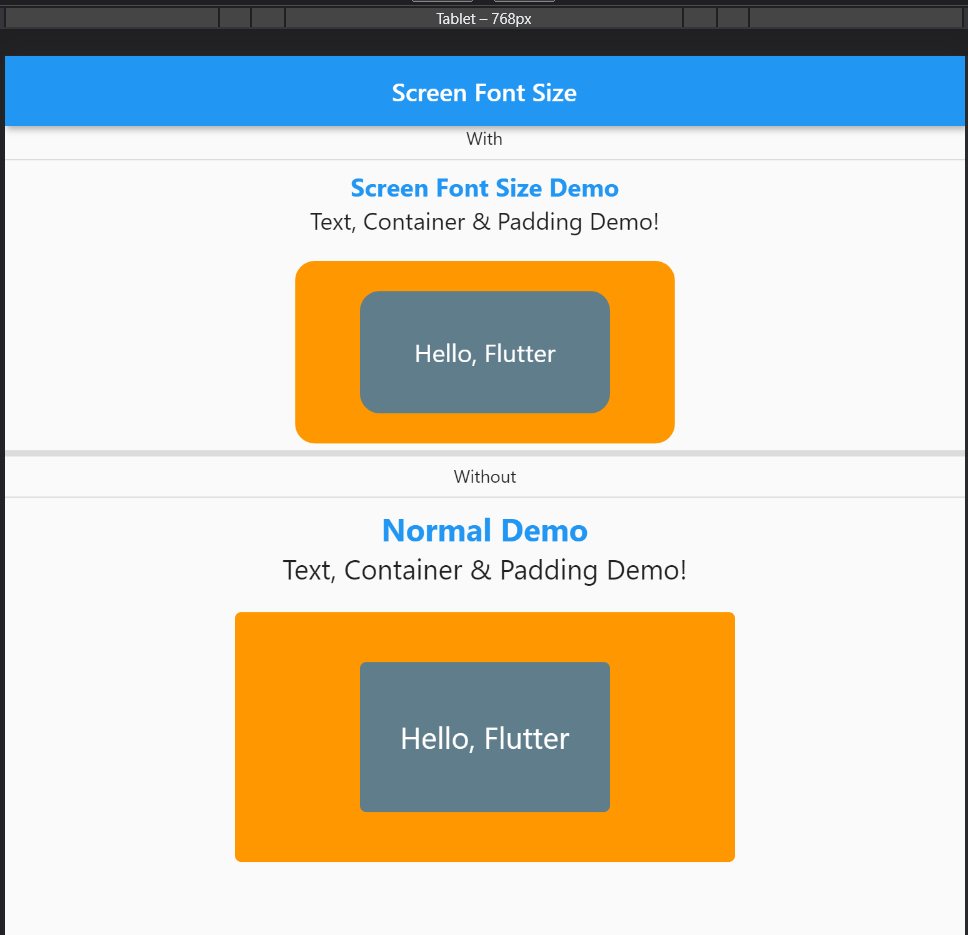 Tablet – 768px
Screen Font Size
With
Screen Font Size Demo
Text, Container & Padding Demo!
Hello, Flutter
Without
Normal Demo
Text, Container & Padding Demo!
Hello, Flutter